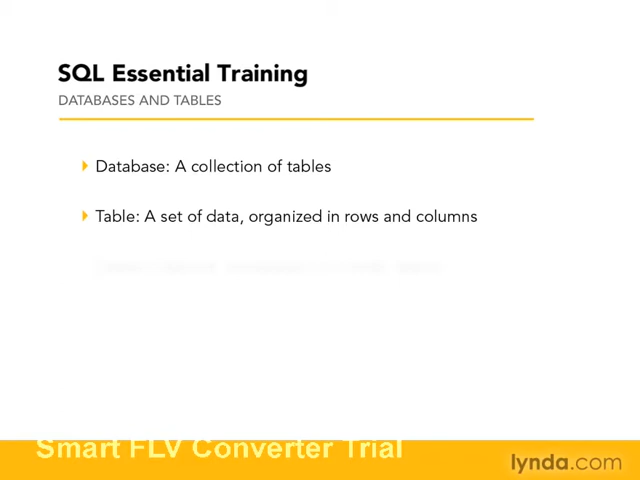 SQL Essential Training
DATABASES AND TABLES
Database: A collection of tables
Table: A set of data, organized in rows and columns
Smart FLV Converter Trial
lynda.com